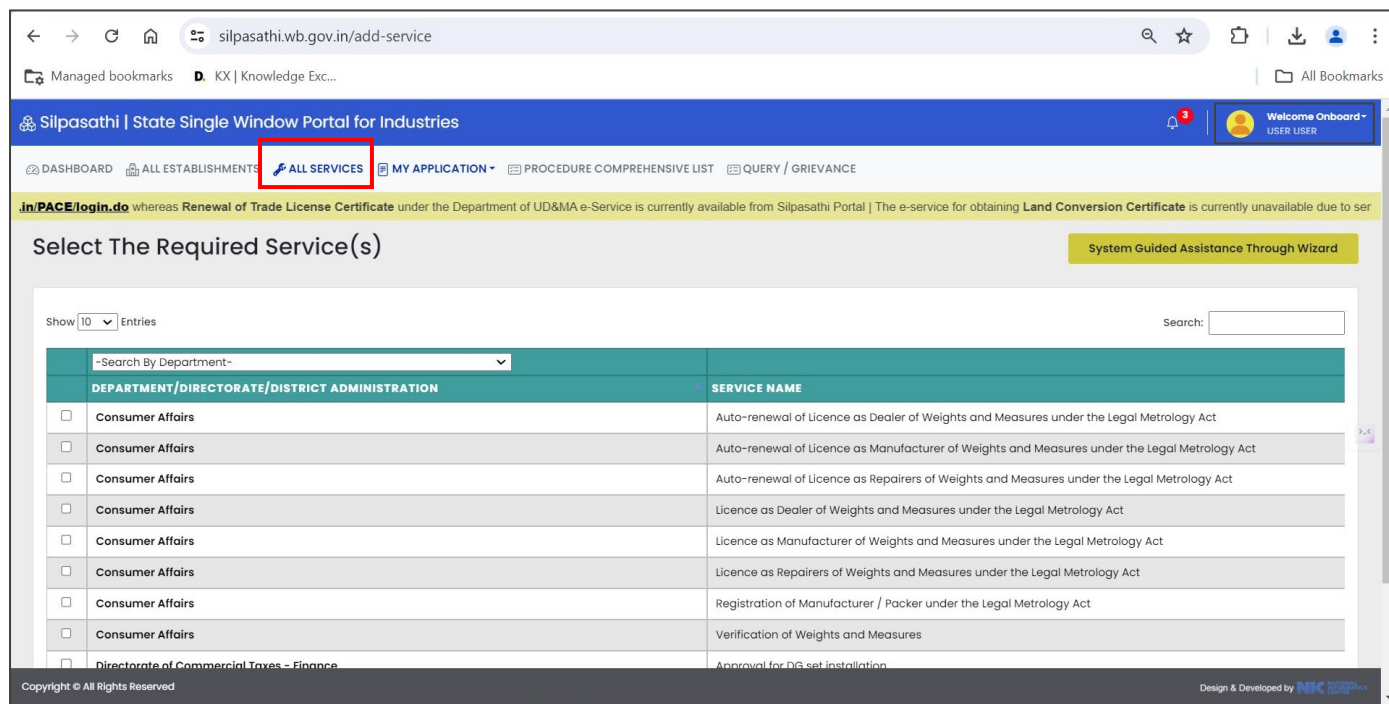 silpasathi.wb.gov.in/add-service
Managed bookmarks D. KX | Knowledge Exc... All Bookmarks
Silpasathi | State Single Window Portal for Industries 3 Welcome Onboard
USER USER
DASHBOARD ALL ESTABLISHMENTS ALL SERVICES MY APPLICATION PROCEDURE COMPREHENSIVE LIST QUERY / GRIEVANCE
.in/PACE/login.do whereas Renewal of Trade License Certificate under the Department of UD&MA e-Service is currently available from Silpasathi Portal | The e-service for obtaining Land Conversion Certificate is currently unavailable due to ser
Select The Required Service(s) System Guided Assistance Through Wizard
Show 10 Entries Search:
-Search By Department-
DEPARTMENT/DIRECTORATE/DISTRICT ADMINISTRATION SERVICE NAME
Consumer Affairs Auto-renewal of Licence as Dealer of Weights and Measures under the Legal Metrology Act
Consumer Affairs Auto-renewal of Licence as Manufacturer of Weights and Measures under the Legal Metrology Act
Consumer Affairs Auto-renewal of Licence as Repairers of Weights and Measures under the Legal Metrology Act
Consumer Affairs Licence as Dealer of Weights and Measures under the Legal Metrology Act
Consumer Affairs Licence as Manufacturer of Weights and Measures under the Legal Metrology Act
Consumer Affairs Licence as Repairers of Weights and Measures under the Legal Metrology Act
Consumer Affairs Registration of Manufacturer / Packer under the Legal Metrology Act
Consumer Affairs Verification of Weights and Measures
Directorate of Commercial Taxes - Finance Approval for DG set installation
Copyright © All Rights Reserved Design & Developed by NIC